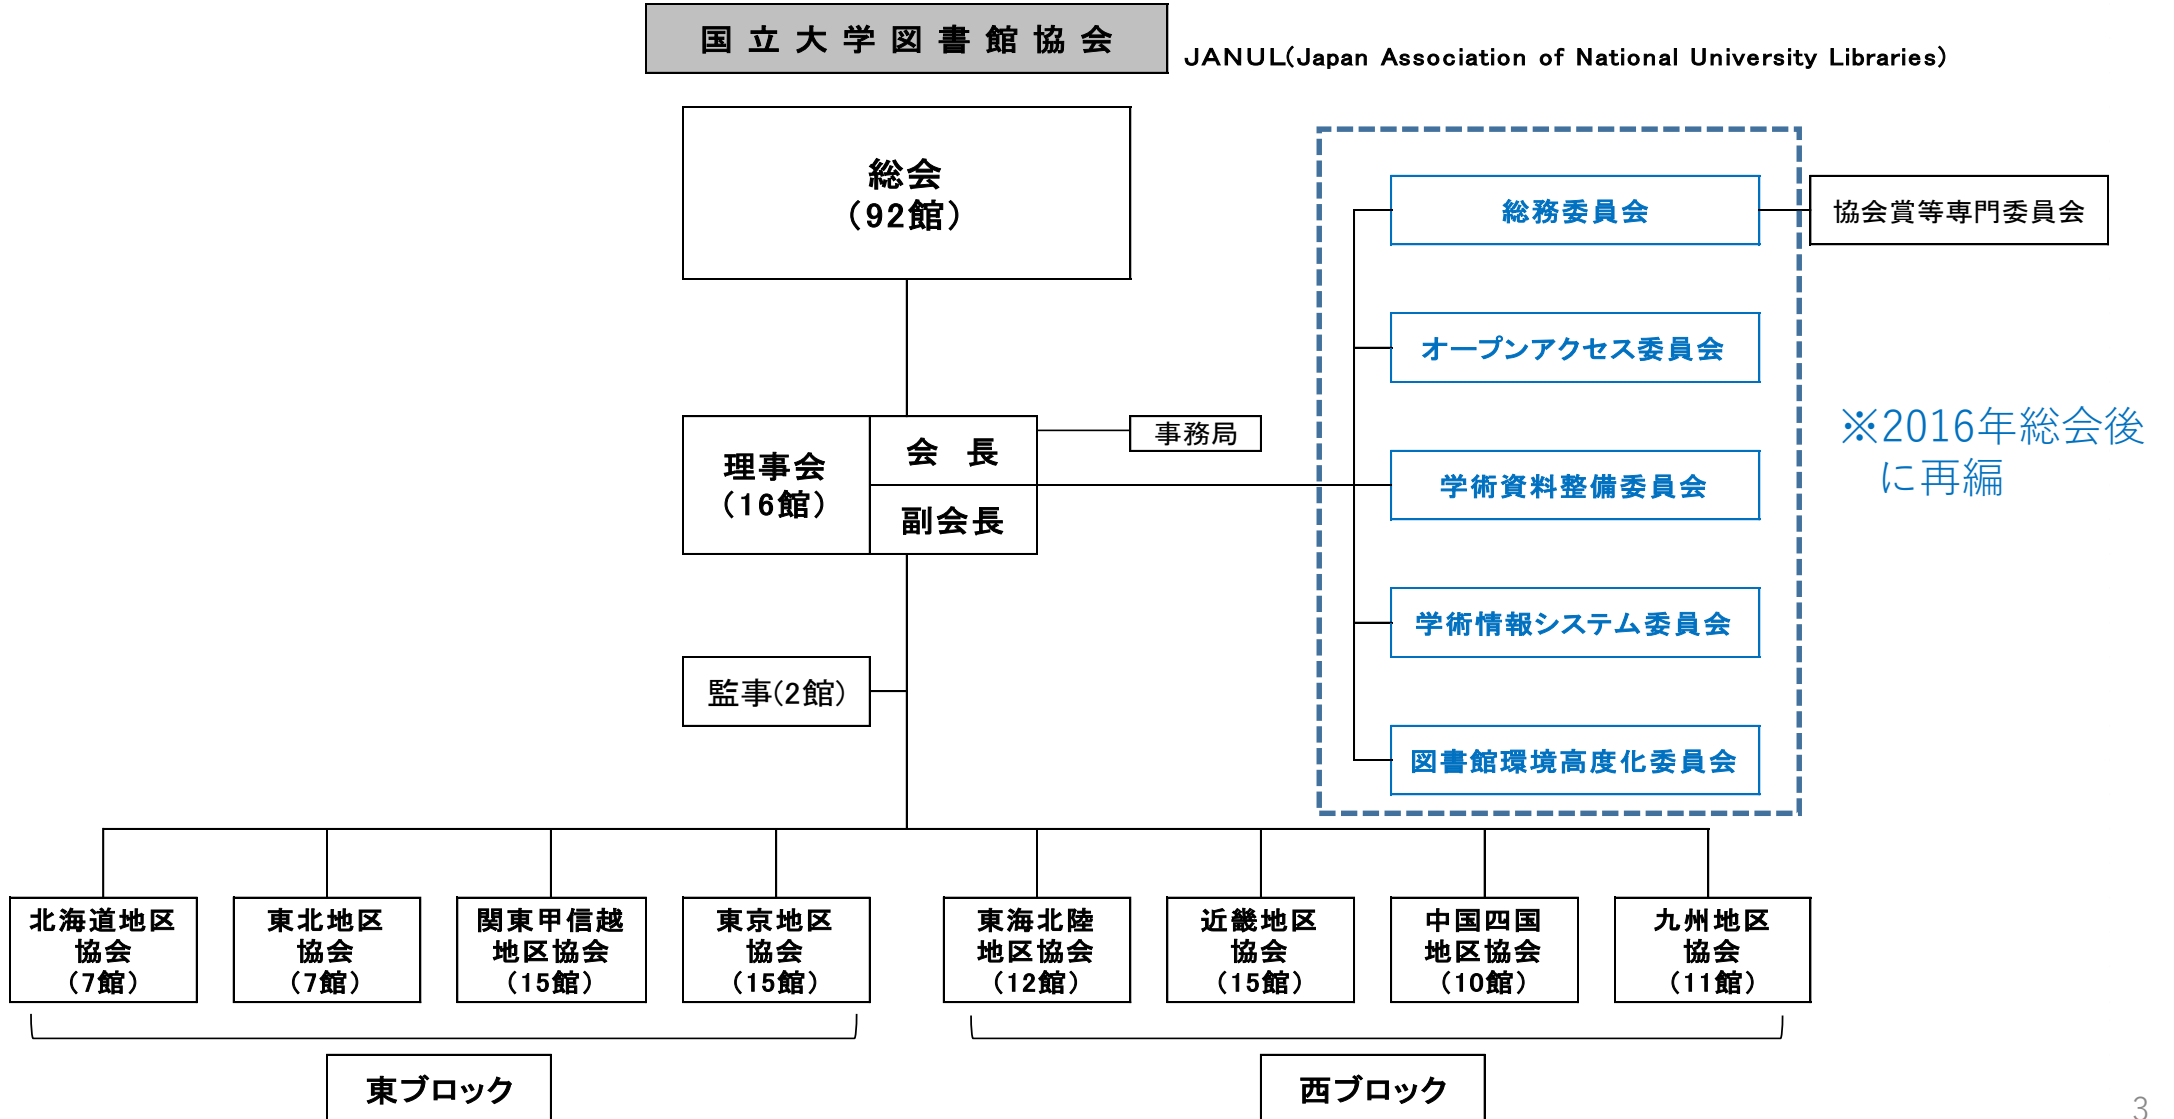 国立大学図書館協会
JANUL(Japan Association of National University Libraries)
総会
（92館）
総務委員会
協会賞等専門委員会
オープンアクセス委員会
※2016年総会後
に再編
理事会
（16館）
会 長
副会長
事務局
学術資料整備委員会
学術情報システム委員会
監事(2館)
図書館環境高度化委員会
北海道地区
協会
（7館）
東北地区
協会
（7館）
関東甲信越
地区協会
（15館）
東京地区
協会
（15館）
東海北陸
地区協会
（12館）
近畿地区
協会
（15館）
中国四国
地区協会
（10館）
九州地区
協会
（11館）
東ブロック
西ブロック
3